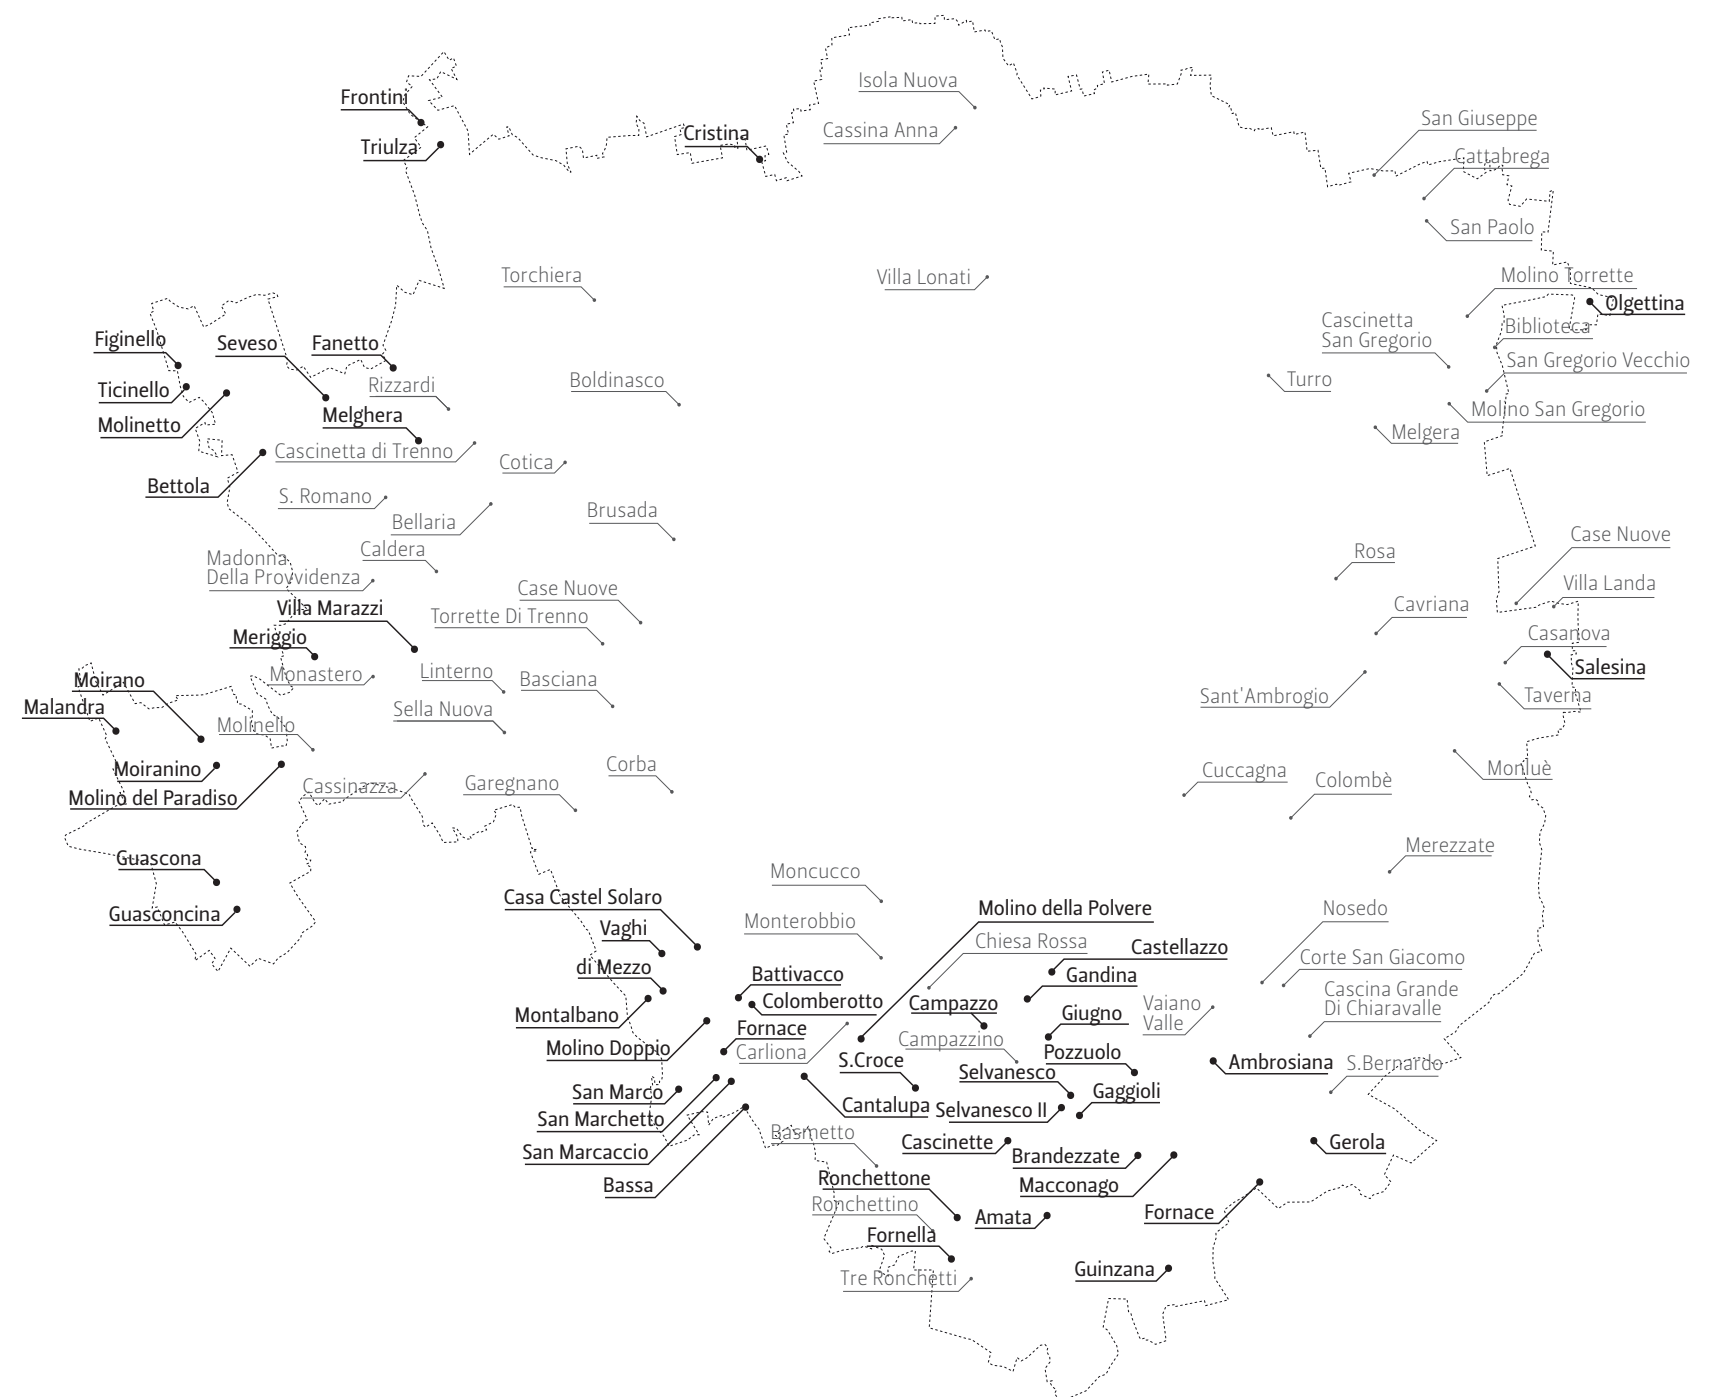 Isola Nuova
Frontini
San Giuseppe
Cassina Anna
Cristina
Triulza
Cattabrega
San Paolo
Torchiera
Villa Lonati
Molino Torrette
Olgettina
Cascinetta
San Gregorio
Biblioteca
Figinello
Seveso
Fanetto
San Gregorio Vecchio
Rizzardi
Boldinasco
Turro
Ticinello
Molinetto
Melghera
Molino San Gregorio
Melgera
Cascinetta di Trenno
Cotica
Bettola
S. Romano
Bellaria
Brusada
Case Nuove
Caldera
Rosa
Madonna
Della Provvidenza
Case Nuove
Villa Landa
Villa Marazzi
Torrette Di Trenno
Cavriana
Meriggio
Casanova
Salesina
Monastero
Linterno
Basciana
Moirano
Sant'Ambrogio
Taverna
Malandra
Sella Nuova
Molinello
Moiranino
Corba
Cuccagna
Monluè
Colombè
Molino del Paradiso
Cassinazza
Garegnano
Merezzate
Guascona
Moncucco
Casa Castel Solaro
Molino della Polvere
Nosedo
Guasconcina
Vaghi
Monterobbio
Chiesa Rossa
Castellazzo
Corte San Giacomo
di Mezzo
Battivacco
Gandina
Cascina Grande
Di Chiaravalle
Colomberotto
Campazzo
Vaiano
Valle
Montalbano
Giugno
Fornace
Campazzino
Molino Doppio
Carliona
S.Croce
Pozzuolo
Ambrosiana
S.Bernardo
Selvanesco
San Marco
Gaggioli
Cantalupa
Selvanesco II
San Marchetto
Basmetto
Cascinette
Gerola
San Marcaccio
Brandezzate
Ronchettone
Macconago
Bassa
Ronchettino
Amata
Fornace
Fornella
Tre Ronchetti
Guinzana